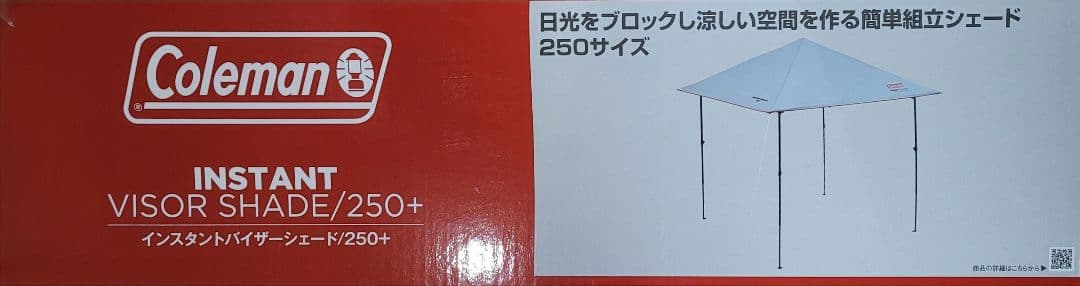 Coleman
®
INSTANT
VISOR SHADE/250+
インスタントバイザーシェード/250+
日光をブロックし涼しい空間を作る簡単組立シェード
250サイズ
Coleman
商品の詳細はこちらから▶